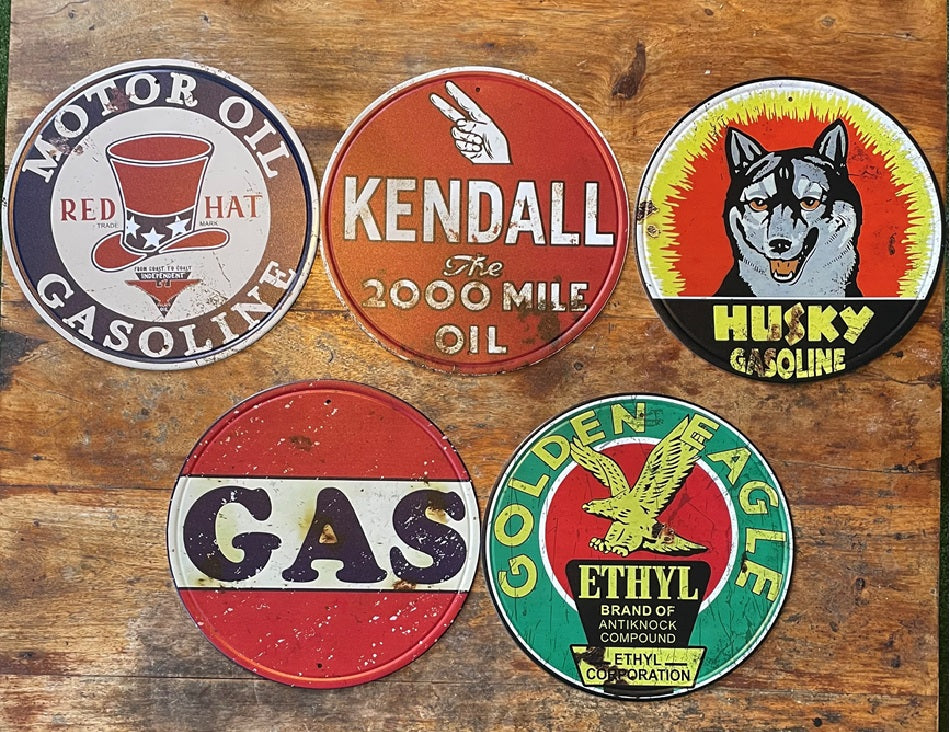 MOTOR OIL
RED HAT
TRADE MARK
FROM COAST TO COAST
INDEPENDENT
GASOLINE
KENDALL
The
2000 MILE
OIL
HUSKY
GASOLINE
GAS
GOLDEN EAGLE
ETHYL
BRAND OF
ANTIKNOCK
COMPOUND
ETHYL
CORPORATION